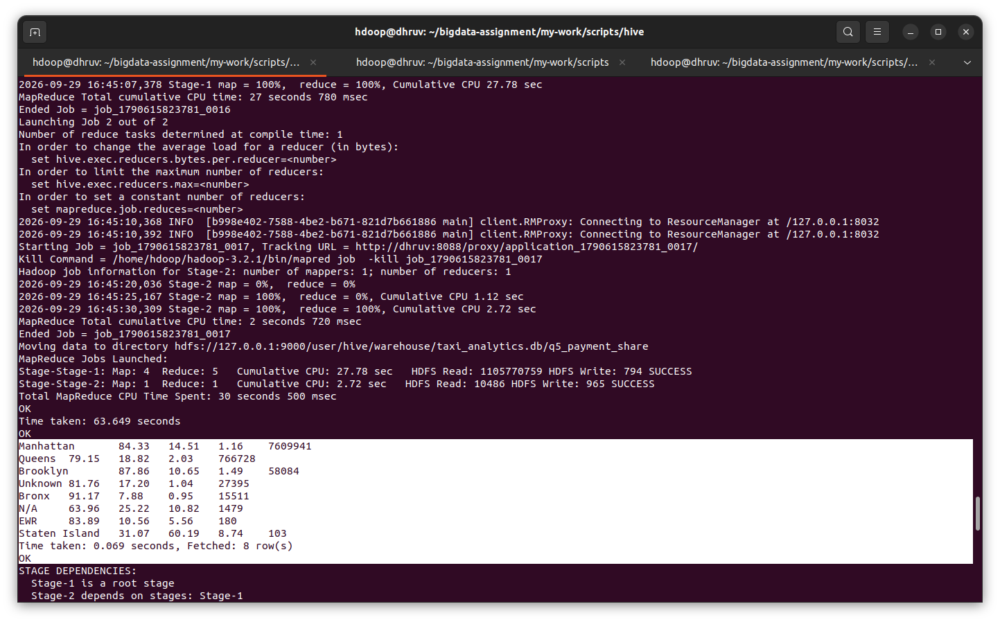 hdoop@dhruv: ~/bigdata-assignment/my-work/scripts/hive
hdoop@dhruv: ~/bigdata-assignment/my-work/scripts/... hdoop@dhruv: ~/bigdata-assignment/my-work/scripts hdoop@dhruv: ~/bigdata-assignment/my-work/scripts/...
2026-09-29 16:45:07,378 Stage-1 map = 100%,  reduce = 100%, Cumulative CPU 27.78 sec
MapReduce Total cumulative CPU time: 27 seconds 780 msec
Ended Job = job_1790615823781_0016
Launching Job 2 out of 2
Number of reduce tasks determined at compile time: 1
In order to change the average load for a reducer (in bytes):
  set hive.exec.reducers.bytes.per.reducer=<number>
In order to limit the maximum number of reducers:
  set hive.exec.reducers.max=<number>
In order to set a constant number of reducers:
  set mapreduce.job.reduces=<number>
2026-09-29 16:45:10,368 INFO  [b998e402-7588-4be2-b671-821d7b661886 main] client.RMProxy: Connecting to ResourceManager at /127.0.0.1:8032
2026-09-29 16:45:10,392 INFO  [b998e402-7588-4be2-b671-821d7b661886 main] client.RMProxy: Connecting to ResourceManager at /127.0.0.1:8032
Starting Job = job_1790615823781_0017, Tracking URL = http://dhruv:8088/proxy/application_1790615823781_0017/
Kill Command = /home/hdoop/hadoop-3.2.1/bin/mapred job  -kill job_1790615823781_0017
Hadoop job information for Stage-2: number of mappers: 1; number of reducers: 1
2026-09-29 16:45:20,036 Stage-2 map = 0%,  reduce = 0%
2026-09-29 16:45:25,167 Stage-2 map = 100%,  reduce = 0%, Cumulative CPU 1.12 sec
2026-09-29 16:45:30,309 Stage-2 map = 100%,  reduce = 100%, Cumulative CPU 2.72 sec
MapReduce Total cumulative CPU time: 2 seconds 720 msec
Ended Job = job_1790615823781_0017
Moving data to directory hdfs://127.0.0.1:9000/user/hive/warehouse/taxi_analytics.db/q5_payment_share
MapReduce Jobs Launched:
Stage-Stage-1: Map: 4  Reduce: 5   Cumulative CPU: 27.78 sec   HDFS Read: 1105770759 HDFS Write: 794 SUCCESS
Stage-Stage-2: Map: 1  Reduce: 1   Cumulative CPU: 2.72 sec   HDFS Read: 10486 HDFS Write: 965 SUCCESS
Total MapReduce CPU Time Spent: 30 seconds 500 msec
OK
Time taken: 63.649 seconds
OK
Manhattan       84.33   14.51   1.16    7609941
Queens  79.15   18.82   2.03    766728
Brooklyn        87.86   10.65   1.49    58084
Unknown 81.76   17.20   1.04    27395
Bronx   91.17   7.88    0.95    15511
N/A     63.96   25.22   10.82   1479
EWR     83.89   10.56   5.56    180
Staten Island   31.07   60.19   8.74    103
Time taken: 0.069 seconds, Fetched: 8 row(s)
OK
STAGE DEPENDENCIES:
  Stage-1 is a root stage
  Stage-2 depends on stages: Stage-1